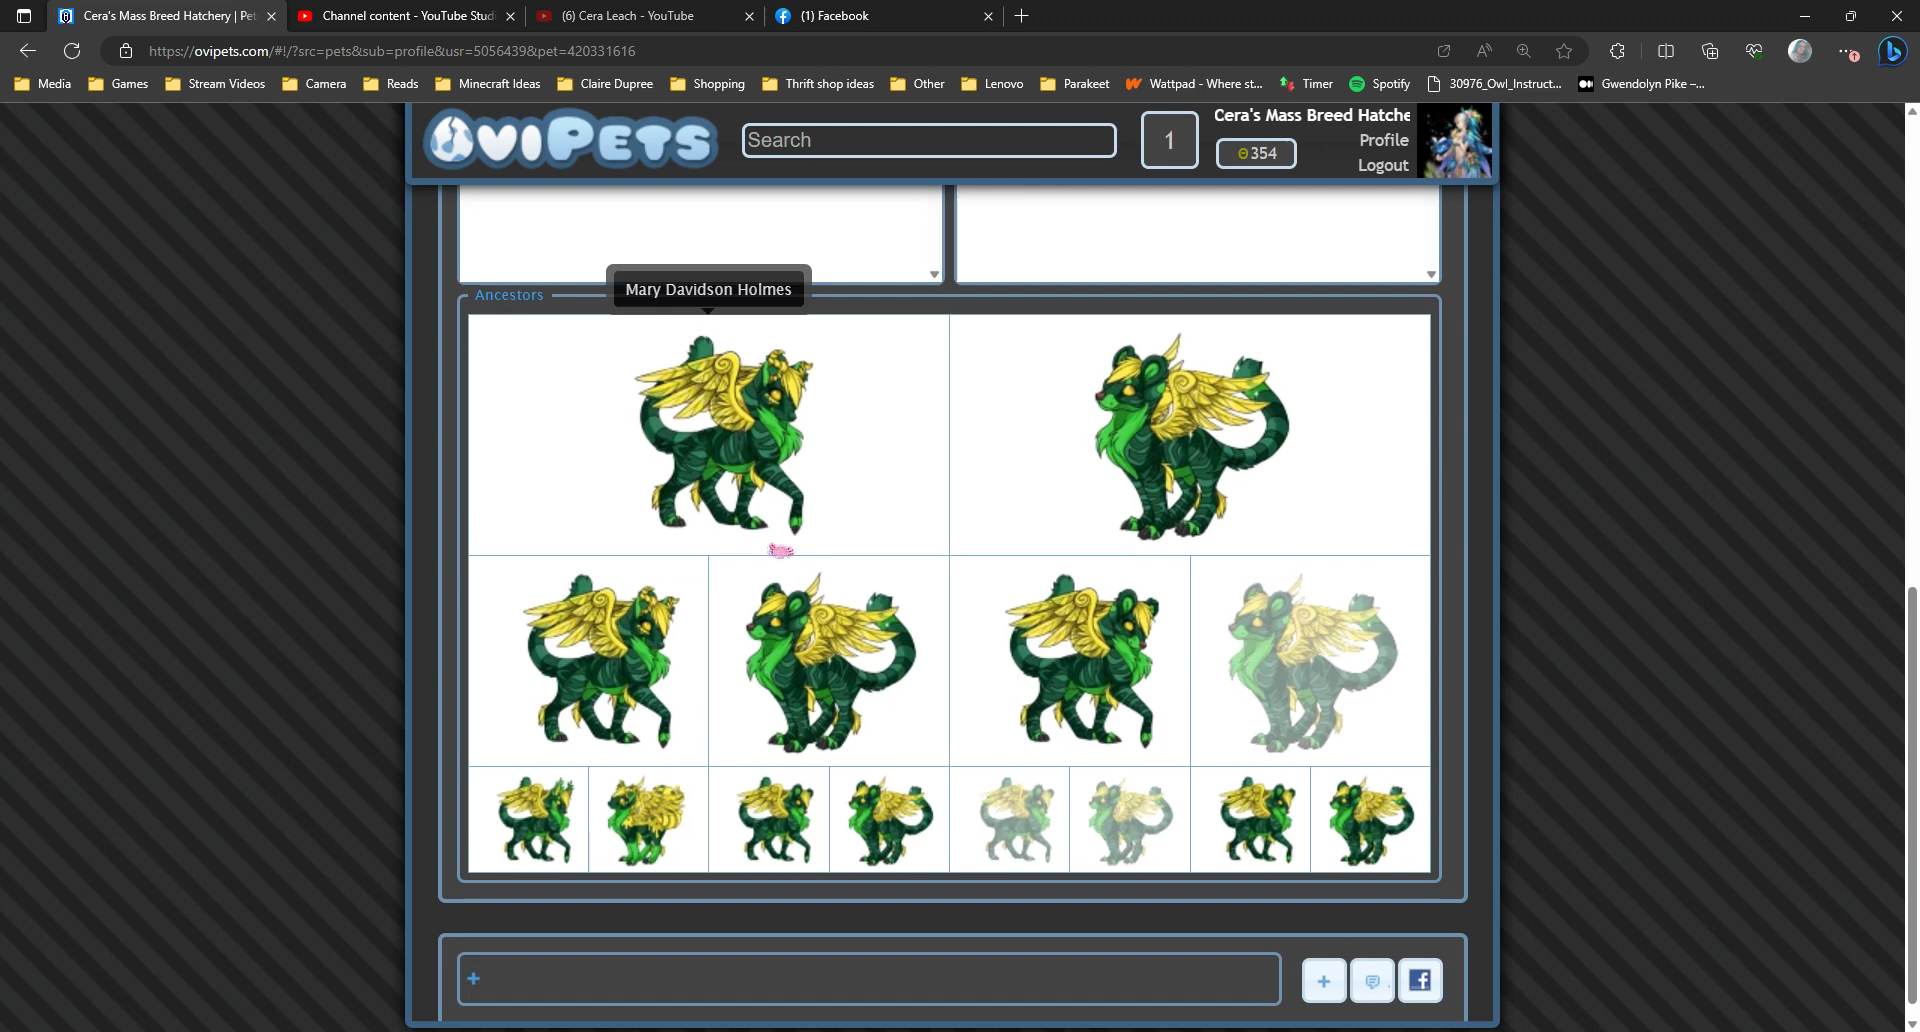 Cera's Mass Breed Hatchery | Pet
Channel content - YouTube Studi
(6) Cera Leach - YouTube
(1) Facebook
https://ovipets.com/#!/?src=pets&sub=profile&usr=5056439&pet=420331616
Media
Games
Stream Videos
Camera
Reads
Minecraft Ideas
Claire Dupree
Shopping
Thrift shop ideas
Other
Lenovo
Parakeet
Wattpad - Where st...
Timer
Spotify
30976_Owl_Instruct...
Gwendolyn Pike –...
OviPets
Search
1
Cera's Mass Breed Hatche
354
Profile
Logout
Mary Davidson Holmes
Ancestors